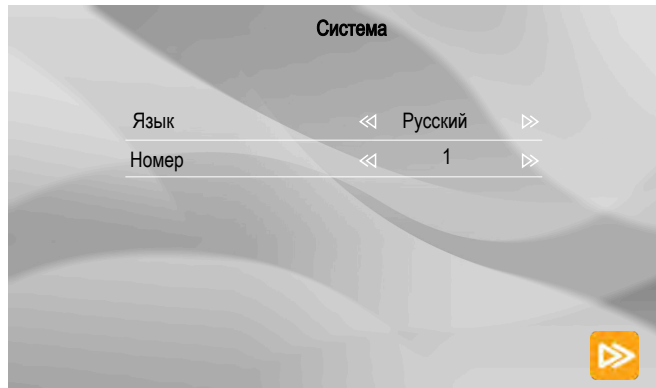 Система
Язык Русский
Номер 1